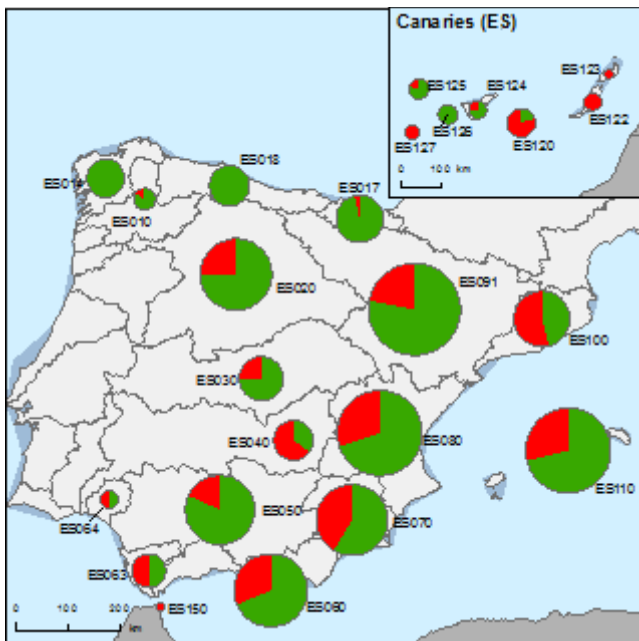 Canaries (ES)
ES123
ES125
ES124
ES122
ES126
ES127
ES120
0 100 km
ES014
ES018
ES010
ES017
ES020
ES091
ES100
ES030
ES040
ES080
ES110
ES050
ES064
ES070
ES063
ES060
ES150
0 100 200
km